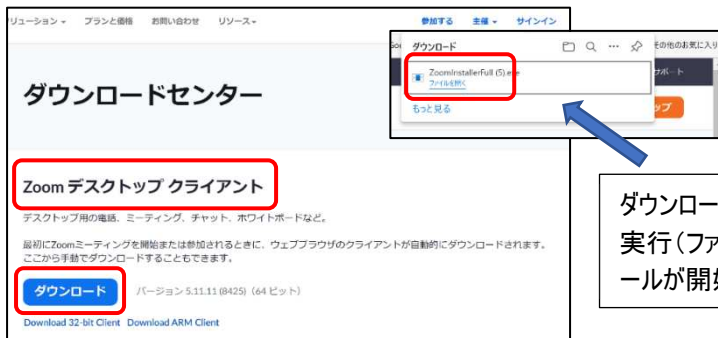 リューション プランと価格 お問い合わせ リソース
参加する 主催 サインイン
ダウンロードセンター
Zoom デスクトップ クライアント
デスクトップ用の電話、ミーティング、チャット、ホワイトボードなど。
最初にZoomミーティングを開始または参加されるときに、ウェブブラウザのクライアントが自動的にダウンロードされます。
ここから手動でダウンロードすることもできます。
ダウンロード バージョン 5.11.11 (8425) (64 ビット)
Download 32-bit Client Download ARM Client
ダウンロード
その他のお気に入り
ZoomInstallerFull (5).exe
ファイルを開く
もっと見る
サポート
ップ
ダウンロー
実行(ファ
ールが開